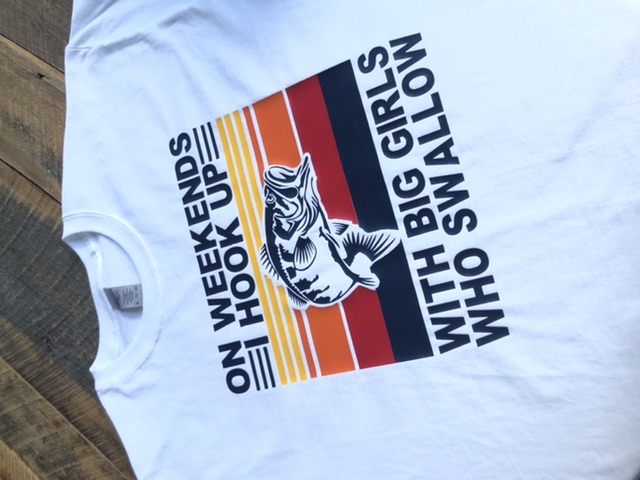 ON WEEKENDS
I HOOK UP
WITH BIG GIRLS
WHO SWALLOW